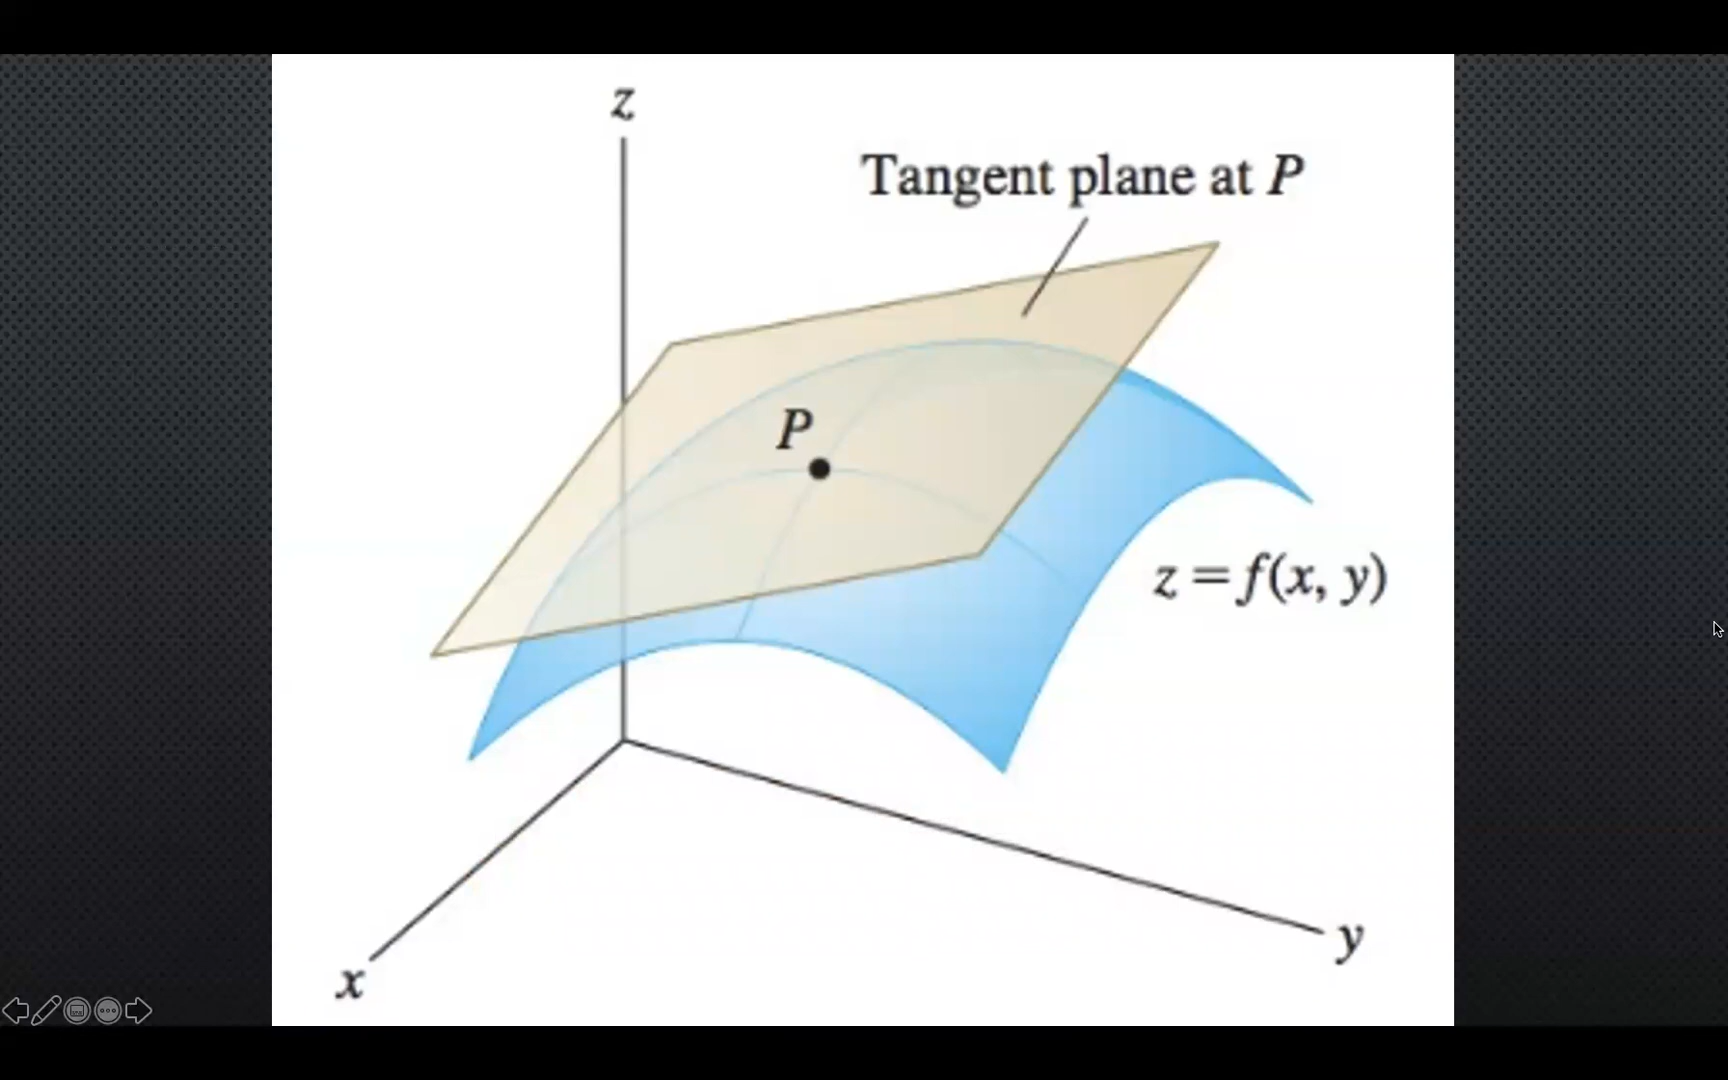 z
Tangent plane at P
P
z = f(x, y)
y
x